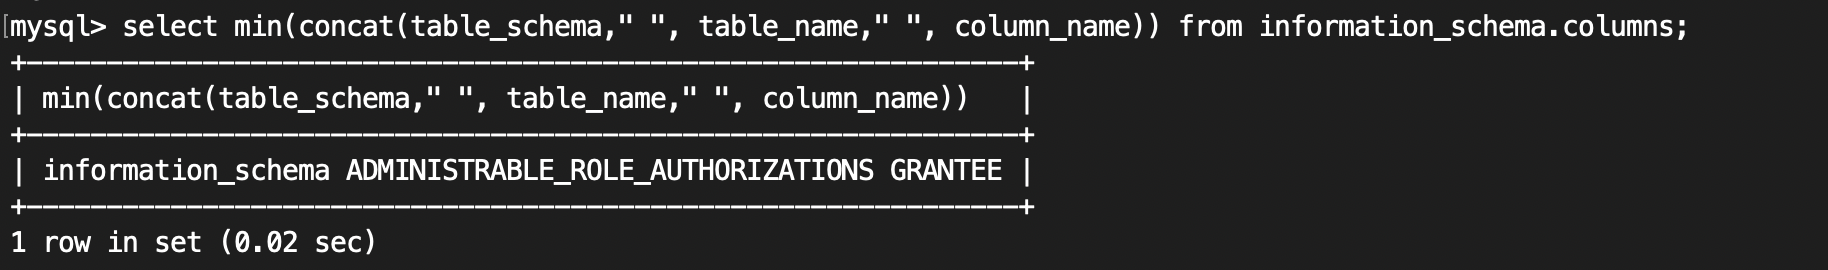 [mysql> select min(concat(table_schema," ", table_name," ", column_name)) from information_schema.columns;
+--------------------------------------------------------------+
| min(concat(table_schema," ", table_name," ", column_name))   |
+--------------------------------------------------------------+
| information_schema ADMINISTRABLE_ROLE_AUTHORIZATIONS GRANTEE |
+--------------------------------------------------------------+
1 row in set (0.02 sec)